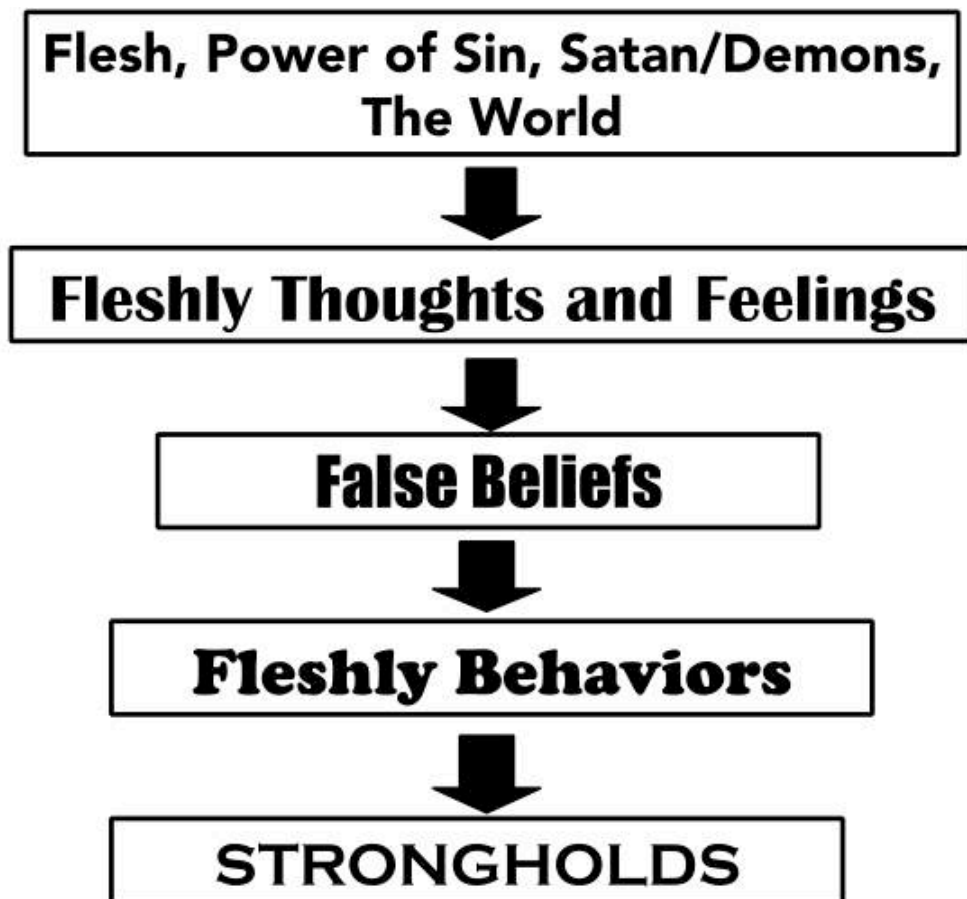 Flesh, Power of Sin, Satan/Demons,
The World
Fleshly Thoughts and Feelings
False Beliefs
Fleshly Behaviors
STRONGHOLDS